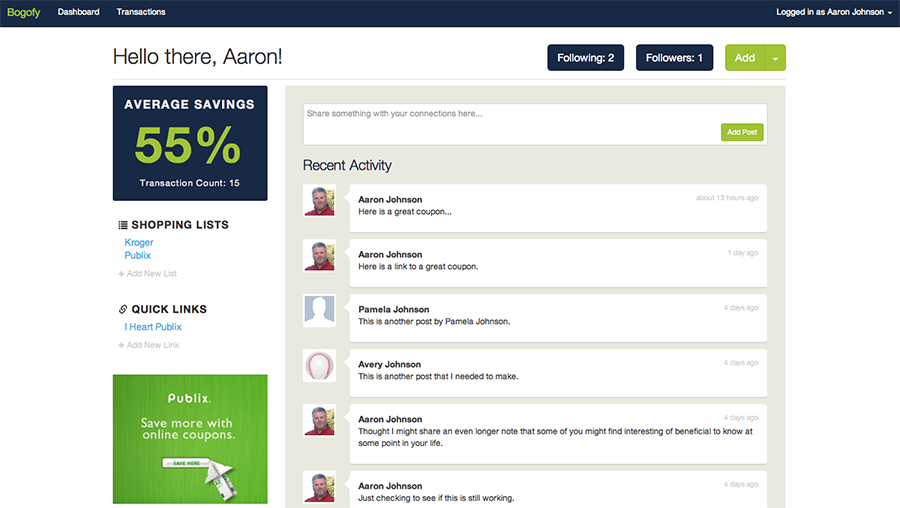 Bogofy Dashboard Transactions Logged in as Aaron Johnson
Hello there, Aaron!
Following: 2 Followers: 1 Add
AVERAGE SAVINGS
55%
Transaction Count: 15
SHOPPING LISTS
Kroger
Publix
+ Add New List
QUICK LINKS
I Heart Publix
+ Add New Link
Publix.
Save more with
online coupons.
SAVE HERE
Share something with your connections here...
Add Post
Recent Activity
Aaron Johnson about 13 hours ago
Here is a great coupon...
Aaron Johnson 1 day ago
Here is a link to a great coupon.
Pamela Johnson 4 days ago
This is another post by Pamela Johnson.
Avery Johnson 4 days ago
This is another post that I needed to make.
Aaron Johnson 4 days ago
Thought I might share an even longer note that some of you might find interesting of beneficial to know at
some point in your life.
Aaron Johnson 4 days ago
Just checking to see if this is still working.